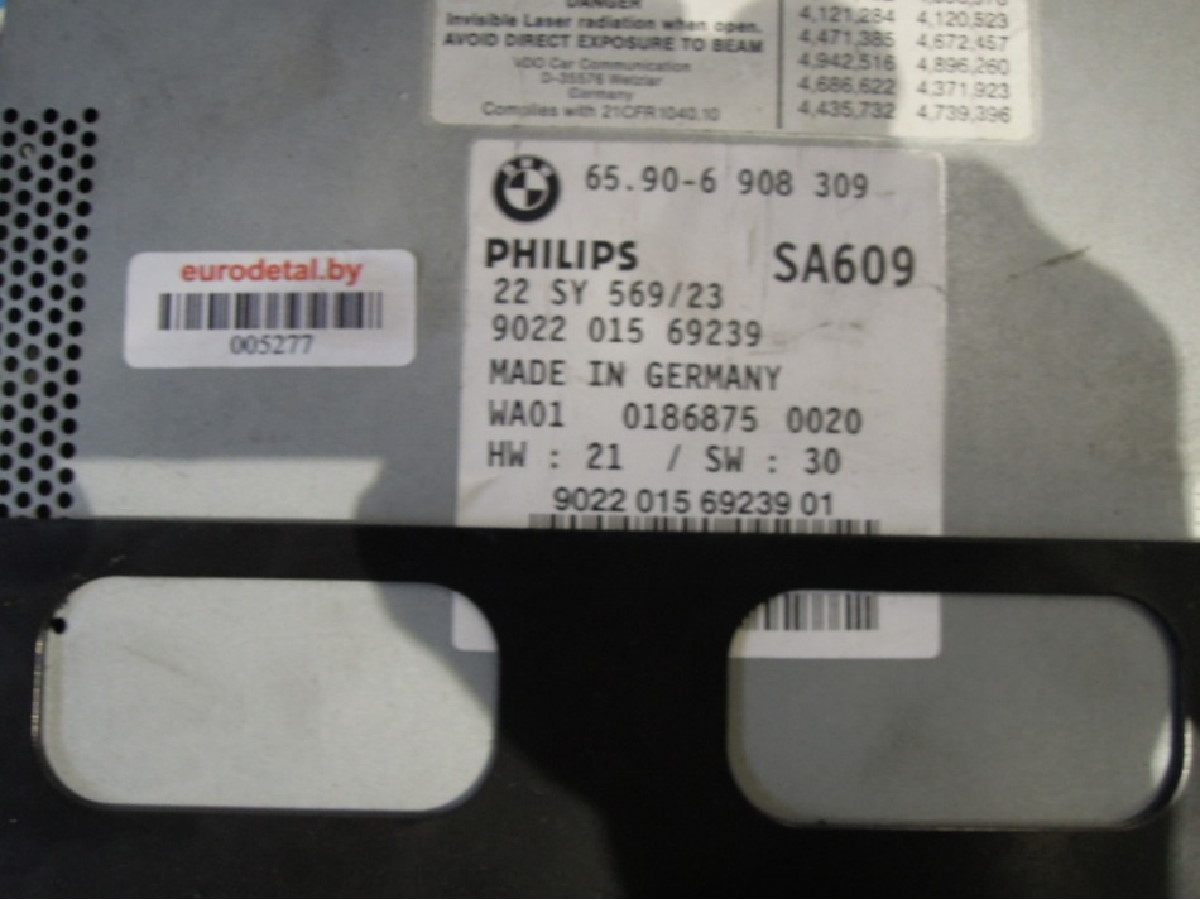 DANGER
Invisible Laser radiation when open.
AVOID DIRECT EXPOSURE TO BEAM
VDO Car Communication
D-35576 Wetzlar
Germany
Complies with 21CFR1040.10
4,121,284 4,120,523
4,471,385 4,672,457
4,942,516 4,896,260
4,686,622 4,371,923
4,435,732 4,739,396
BMW
65.90-6 908 309
PHILIPS SA609
22 SY 569/23
9022 015 69239
MADE IN GERMANY
WA01 0186875 0020
HW : 21 / SW : 30
9022 015 69239 01
eurodetal.by
005277